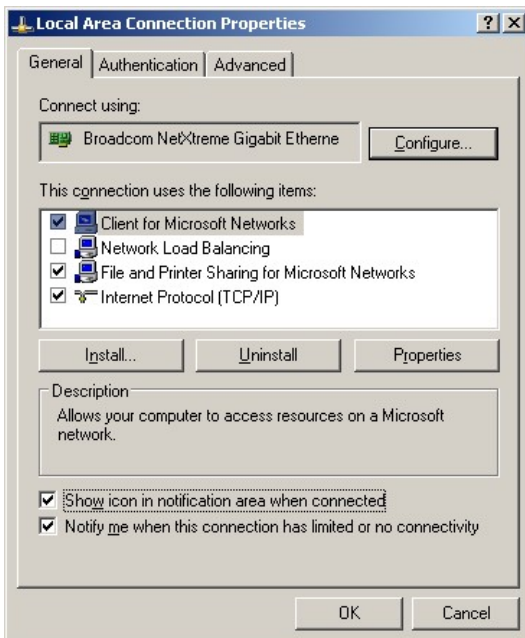 Local Area Connection Properties
General Authentication Advanced
Connect using:
Broadcom NetXtreme Gigabit Etherne Configure...
This connection uses the following items:
Client for Microsoft Networks
Network Load Balancing
File and Printer Sharing for Microsoft Networks
Internet Protocol (TCP/IP)
Install... Uninstall Properties
Description
Allows your computer to access resources on a Microsoft
network.
Show icon in notification area when connected
Notify me when this connection has limited or no connectivity
OK Cancel